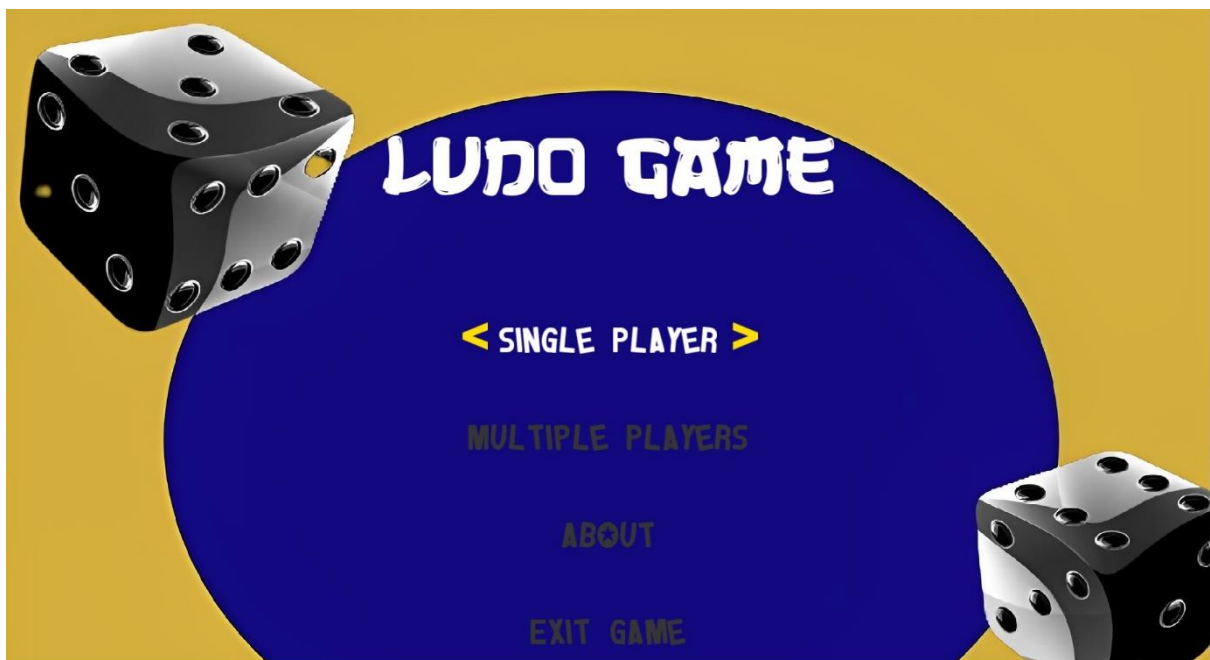 LUDO GAME
< SINGLE PLAYER >
MULTIPLE PLAYERS
ABOUT
EXIT GAME